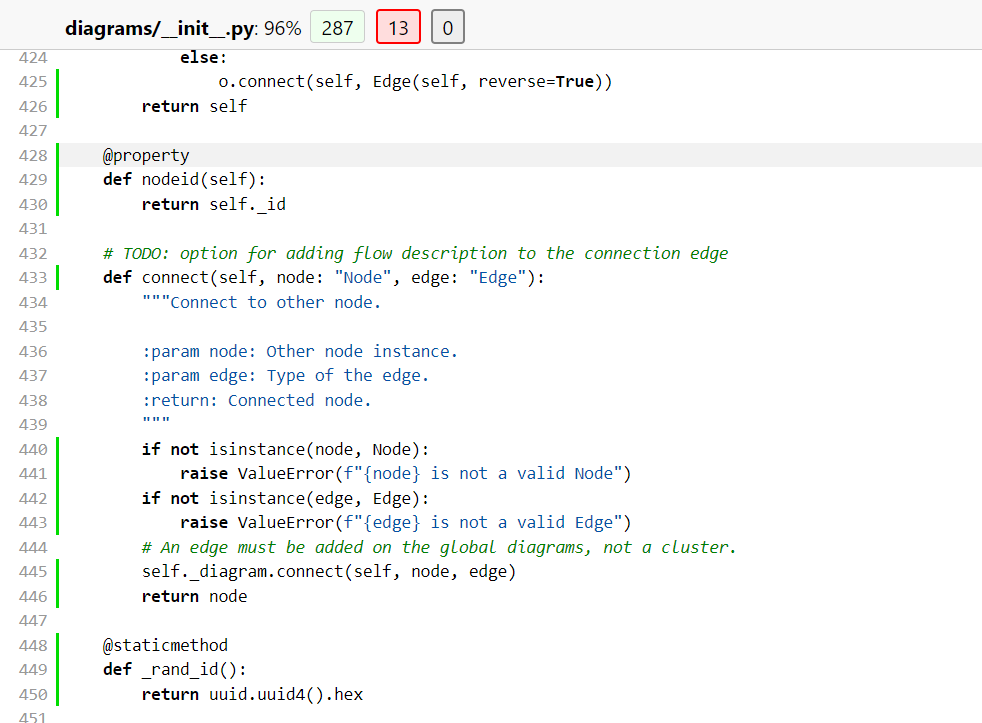 diagrams/__init__.py: 96% 287 13 0
424             else:
425                 o.connect(self, Edge(self, reverse=True))
426         return self
427
428     @property
429     def nodeid(self):
430         return self._id
431
432     # TODO: option for adding flow description to the connection edge
433     def connect(self, node: "Node", edge: "Edge"):
434         """Connect to other node.
435
436         :param node: Other node instance.
437         :param edge: Type of the edge.
438         :return: Connected node.
439         """
440         if not isinstance(node, Node):
441             raise ValueError(f"{node} is not a valid Node")
442         if not isinstance(edge, Edge):
443             raise ValueError(f"{edge} is not a valid Edge")
444         # An edge must be added on the global diagrams, not a cluster.
445         self._diagram.connect(self, node, edge)
446         return node
447
448     @staticmethod
449     def _rand_id():
450         return uuid.uuid4().hex
451